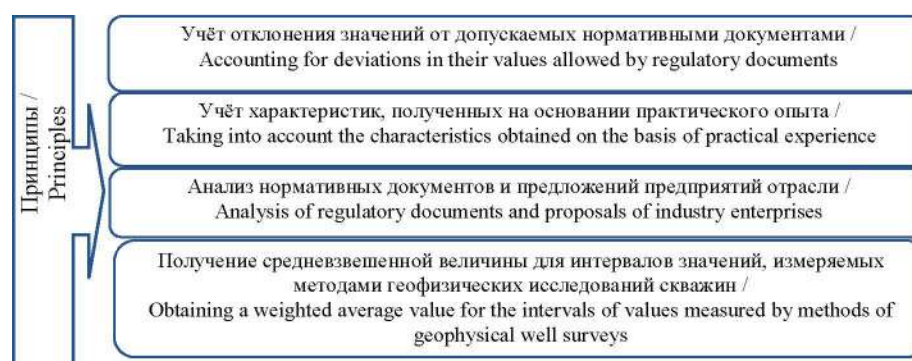 Принципы /
Principles
Учёт отклонения значений от допускаемых нормативными документами /
Accounting for deviations in their values allowed by regulatory documents
Учёт характеристик, полученных на основании практического опыта /
Taking into account the characteristics obtained on the basis of practical experience
Анализ нормативных документов и предложений предприятий отрасли /
Analysis of regulatory documents and proposals of industry enterprises
Получение средневзвешенной величины для интервалов значений, измеряемых
методами геофизических исследований скважин /
Obtaining a weighted average value for the intervals of values measured by methods of
geophysical well surveys